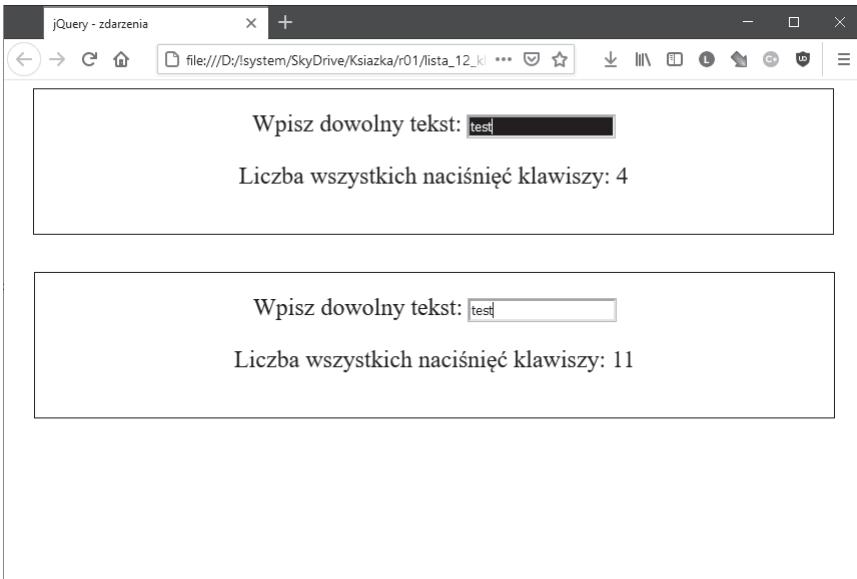 jQuery - zdarzenia
file:///D:/!system/SkyDrive/Ksiazka/r01/lista_12_kl
Wpisz dowolny tekst: test
Liczba wszystkich naciśnięć klawiszy: 4
Wpisz dowolny tekst: test
Liczba wszystkich naciśnięć klawiszy: 11